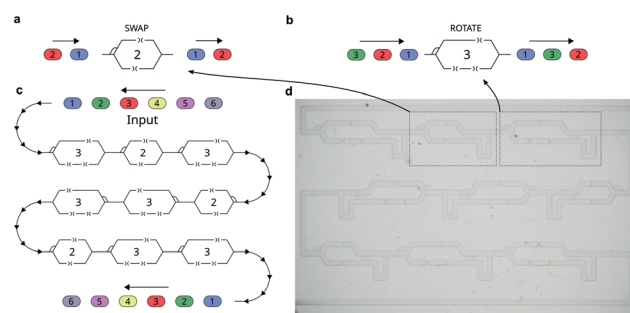 a
SWAP
2 1 2 1 2
b
ROTATE
3 2 1 3 1 3 2
c
1 2 3 4 5 6
Input
3 2 3
3 3 2
2 3 3
6 5 4 3 2 1
d